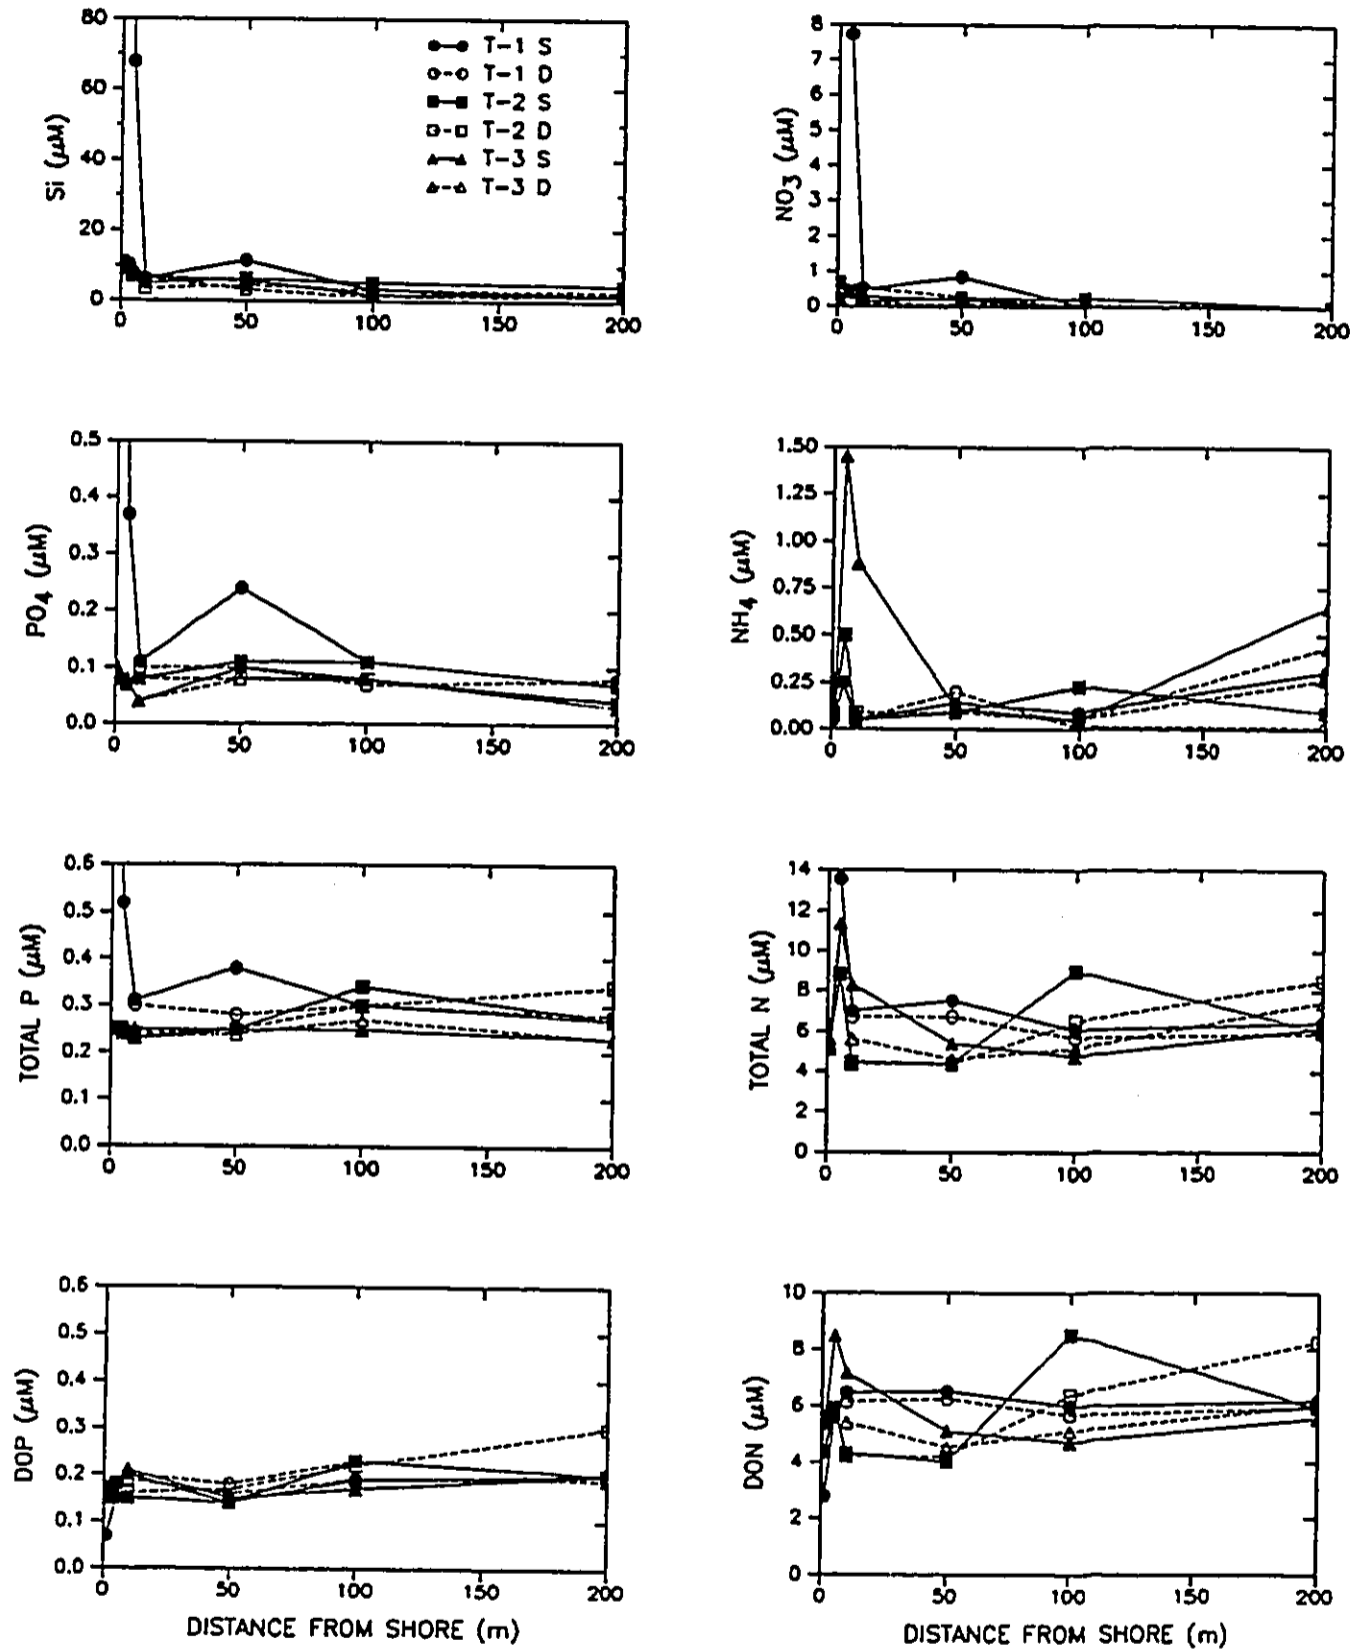 Si (μM)
80
60
40
20
0
0 50 100 150 200
T-1 S
T-1 D
T-2 S
T-2 D
T-3 S
T-3 D
NO3 (μM)
8
7
6
5
4
3
2
1
0
0 50 100 150 200
PO4 (μM)
0.5
0.4
0.3
0.2
0.1
0.0
0 50 100 150 200
NH4 (μM)
1.50
1.25
1.00
0.75
0.50
0.25
0.00
0 50 100 150 200
TOTAL P (μM)
0.6
0.5
0.4
0.3
0.2
0.1
0.0
0 50 100 150 200
TOTAL N (μM)
14
12
10
8
6
4
2
0
0 50 100 150 200
DOP (μM)
0.6
0.5
0.4
0.3
0.2
0.1
0.0
0 50 100 150 200
DISTANCE FROM SHORE (m)
DON (μM)
10
8
6
4
2
0
0 50 100 150 200
DISTANCE FROM SHORE (m)